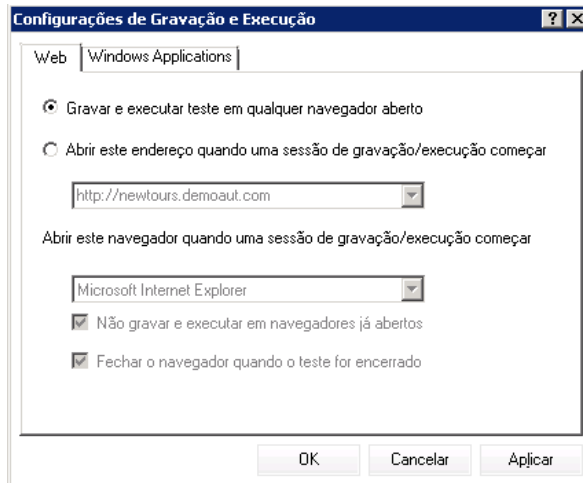 Configurações de Gravação e Execução
Web
Windows Applications
Gravar e executar teste em qualquer navegador aberto
Abrir este endereço quando uma sessão de gravação/execução começar
http://newtours.demoaut.com
Abrir este navegador quando uma sessão de gravação/execução começar
Microsoft Internet Explorer
Não gravar e executar em navegadores já abertos
Fechar o navegador quando o teste for encerrado
OK
Cancelar
Aplicar